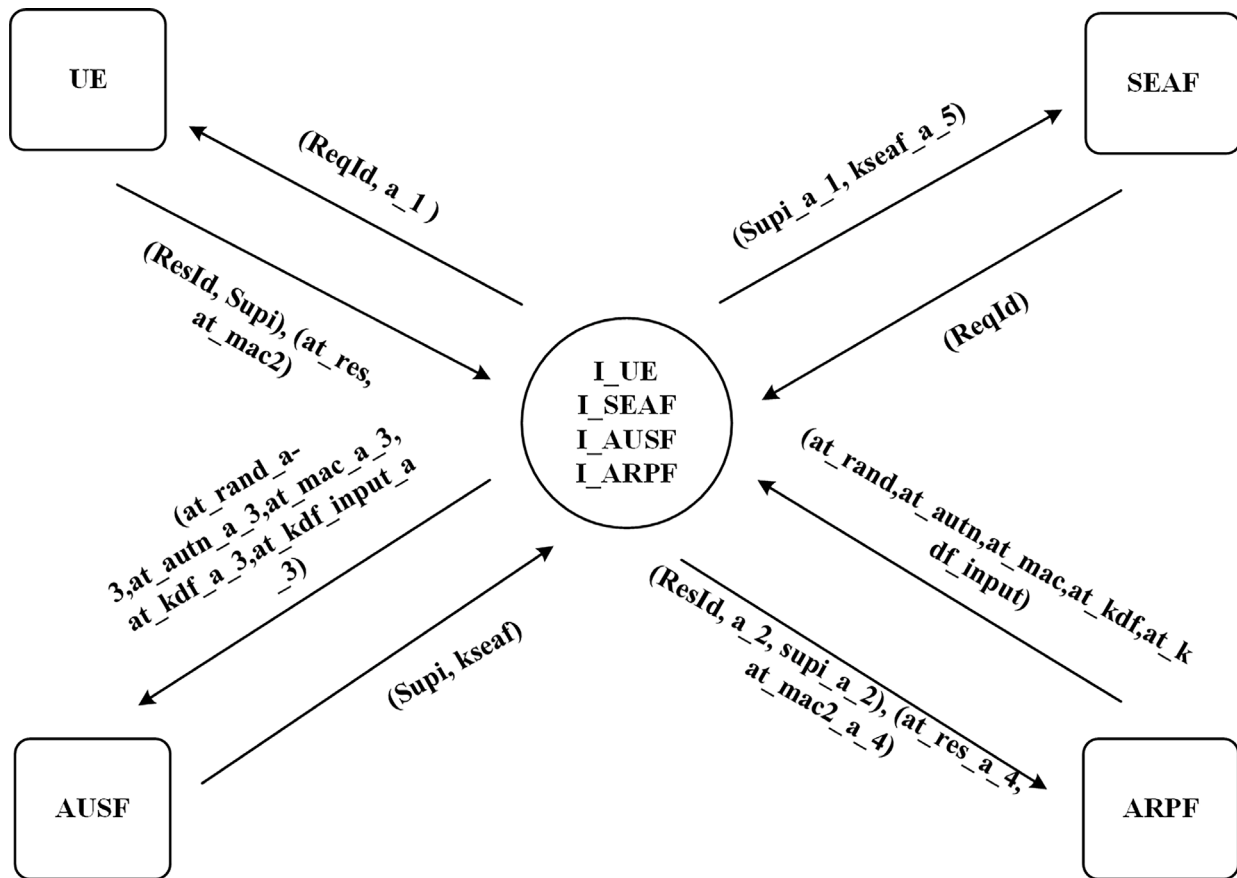 UE
SEAF
(ReqId, a_1 )
(Supi_a_1, kseaf_a_5)
(ResId, Supi), (at_res,
at_mac2)
(ReqId)
I_UE
I_SEAF
I_AUSF
I_ARPF
(at_rand_a-
3,at_autn_a_3,at_mac_a_3,
at_kdf_a_3,at_kdf_input_a
_3)
(Supi, kseaf)
(at_rand,at_autn,at_mac,at_kdf,at_k
df_input)
(ResId, a_2, supi_a_2), (at_res_a_4,
at_mac2_a_4)
AUSF
ARPF